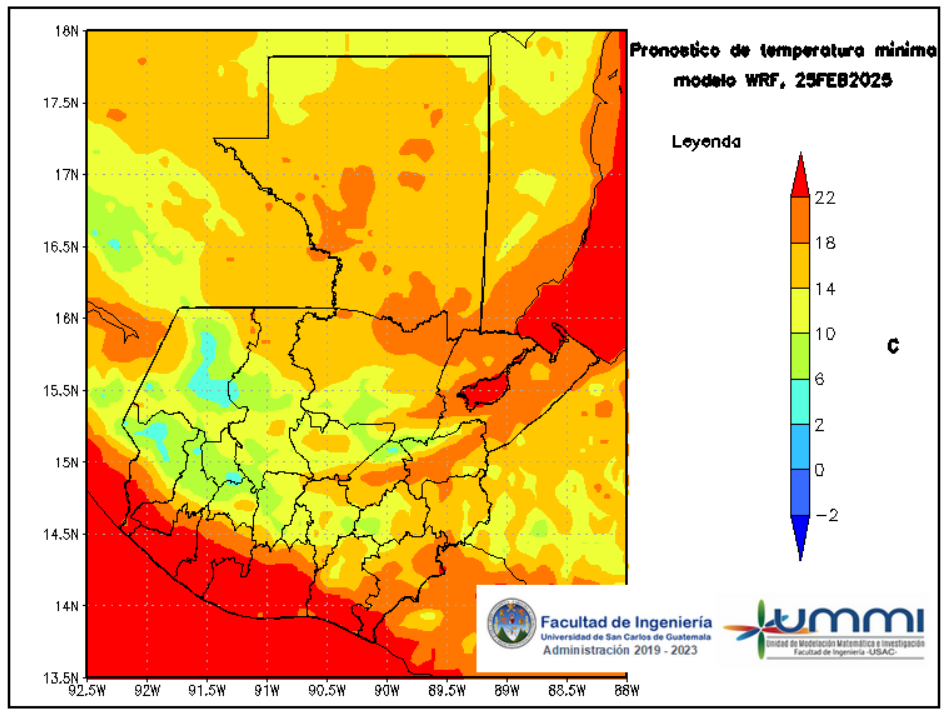 Pronostico de temperatura minima
modelo WRF, 25FEB2025
Leyenda
22
18
14
10
6
2
0
−2
C
18N
17.5N
17N
16.5N
16N
15.5N
15N
14.5N
14N
13.5N
92.5W 92W 91.5W 91W 90.5W 90W 89.5W 89W 88.5W 88W
Facultad de Ingeniería
Universidad de San Carlos de Guatemala
Administración 2019 - 2023
UMMI
Unidad de Modelación Matemática e Investigación
Facultad de Ingeniería -USAC-